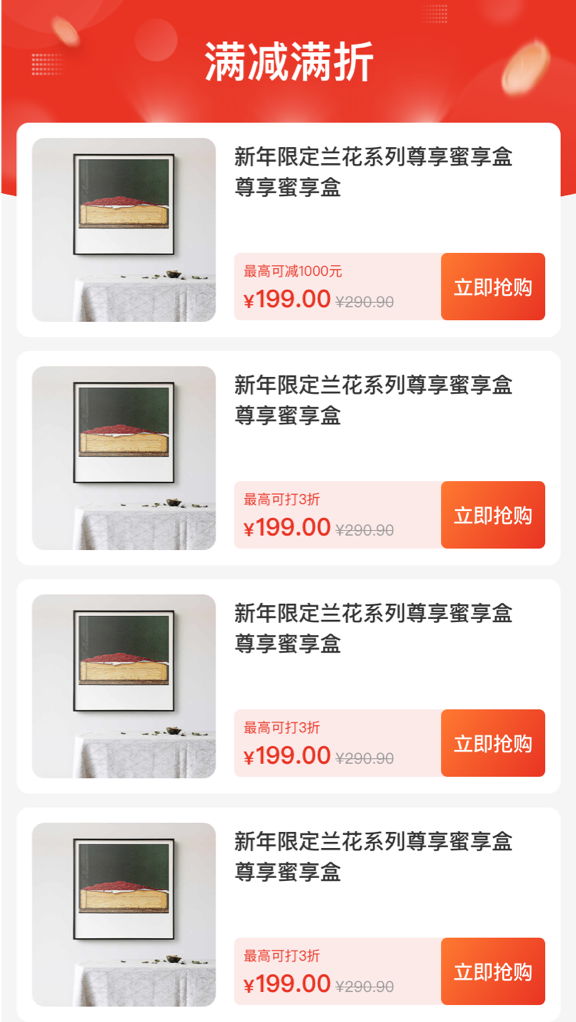 满减满折
新年限定兰花系列尊享蜜享盒
尊享蜜享盒
最高可减1000元
¥199.00 ¥290.90
立即抢购
新年限定兰花系列尊享蜜享盒
尊享蜜享盒
最高可打3折
¥199.00 ¥290.90
立即抢购
新年限定兰花系列尊享蜜享盒
尊享蜜享盒
最高可打3折
¥199.00 ¥290.90
立即抢购
新年限定兰花系列尊享蜜享盒
尊享蜜享盒
最高可打3折
¥199.00 ¥290.90
立即抢购